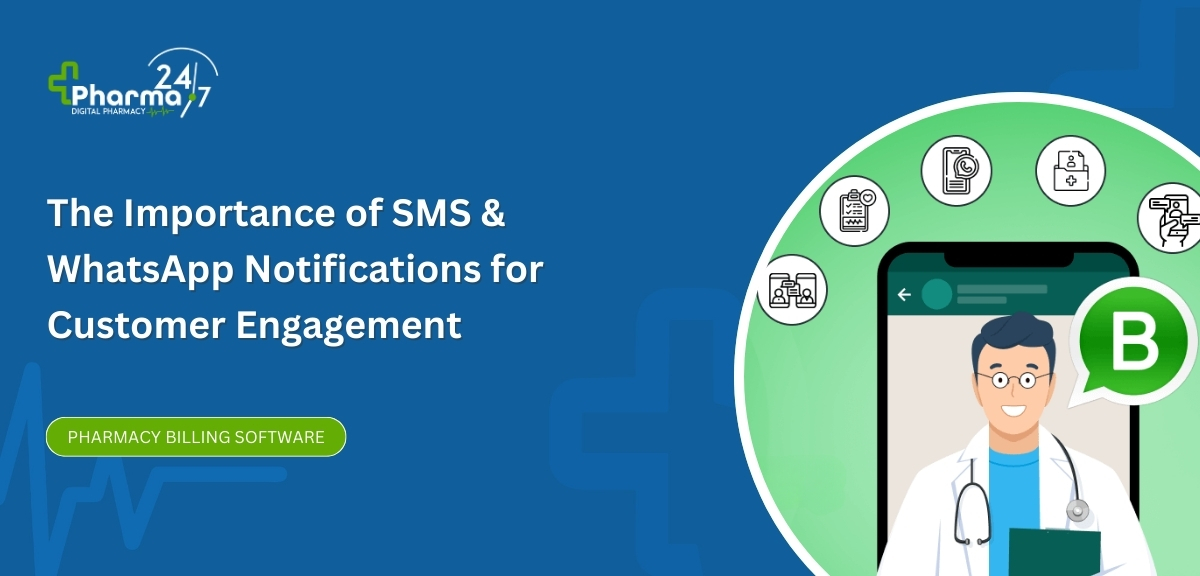 24/7
Pharma
DIGITAL PHARMACY
The Importance of SMS &
WhatsApp Notifications for
Customer Engagement
PHARMACY BILLING SOFTWARE
B